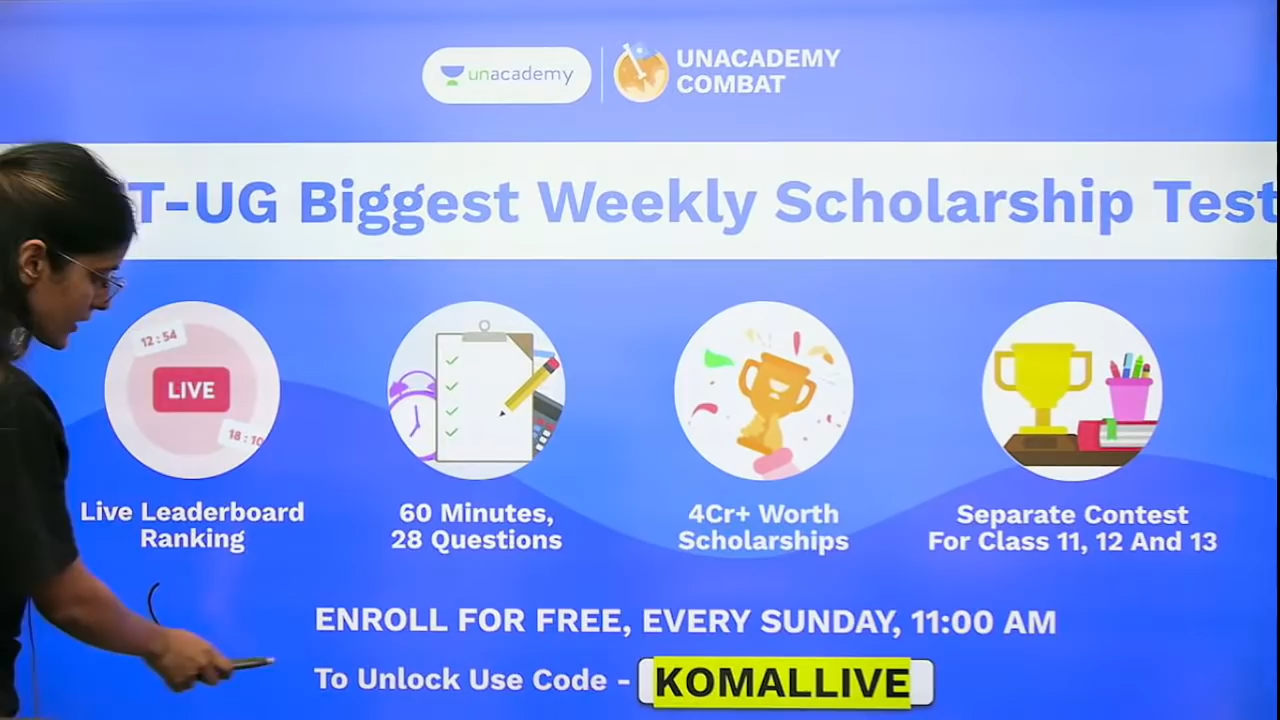 unacademy
UNACADEMY
COMBAT
T-UG Biggest Weekly Scholarship Test
12:54
LIVE
18:10
Live Leaderboard
Ranking
60 Minutes,
28 Questions
4Cr+ Worth
Scholarships
Separate Contest
For Class 11, 12 And 13
ENROLL FOR FREE, EVERY SUNDAY, 11:00 AM
To Unlock Use Code - KOMALLIVE